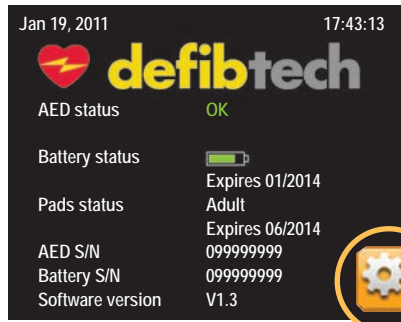 Jan 19, 2011 17:43:13
defibtech
AED status OK
Battery status
Expires 01/2014
Pads status Adult
Expires 06/2014
AED S/N 099999999
Battery S/N 099999999
Software version V1.3